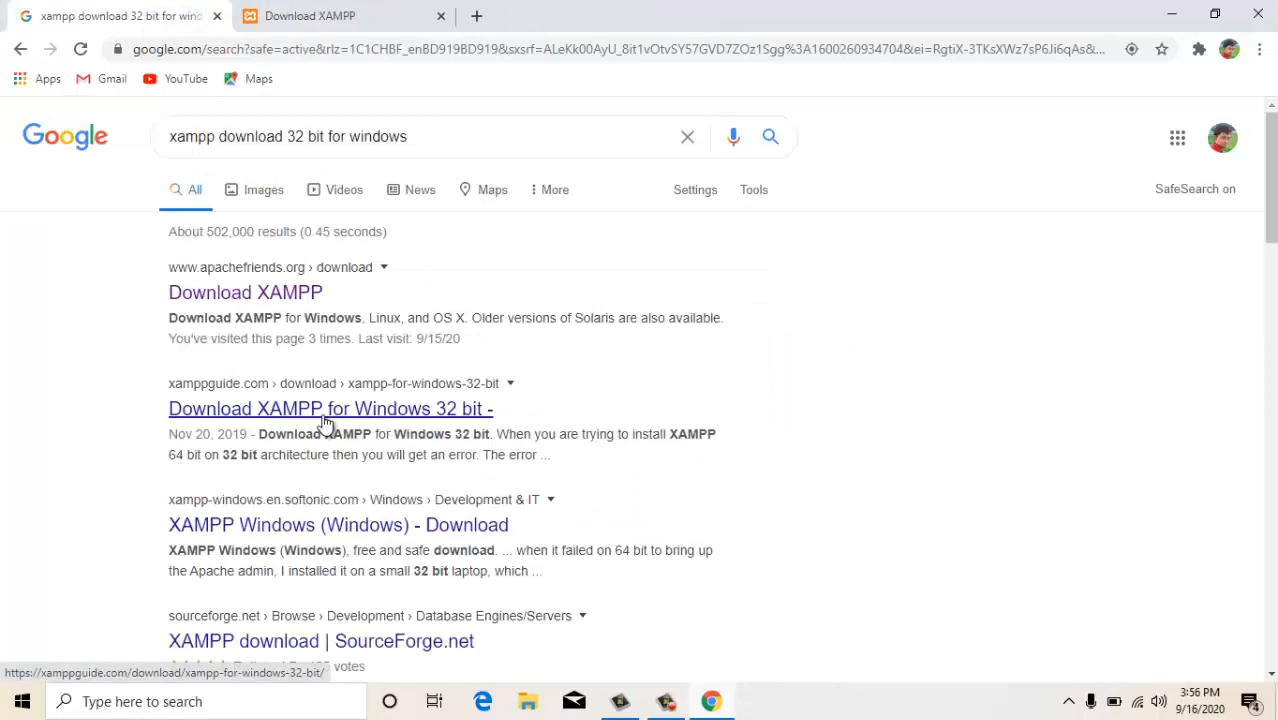 xampp download 32 bit for wind
Download XAMPP
google.com/search?safe=active&rlz=1C1CHBF_enBD919BD919&sxsrf=ALeKk00AyU_8it1vOtvSY57GVD7ZOz1Sgg%3A1600260934704&ei=RgtiX-3TKsXWz7sP6Ji6qAs&...
Apps
Gmail
YouTube
Maps
Google
xampp download 32 bit for windows
All
Images
Videos
News
Maps
More
Settings
Tools
SafeSearch on
About 502,000 results (0.45 seconds)
www.apachefriends.org › download
Download XAMPP
Download XAMPP for Windows, Linux, and OS X. Older versions of Solaris are also available.
You've visited this page 3 times. Last visit: 9/15/20
xamppguide.com › download › xampp-for-windows-32-bit
Download XAMPP for Windows 32 bit -
Nov 20, 2019 - Download XAMPP for Windows 32 bit. When you are trying to install XAMPP
64 bit on 32 bit architecture then you will get an error. The error ...
xampp-windows.en.softonic.com › Windows › Development & IT
XAMPP Windows (Windows) - Download
XAMPP Windows (Windows), free and safe download. ... when it failed on 64 bit to bring up
the Apache admin, I installed it on a small 32 bit laptop, which ...
sourceforge.net › Browse › Development › Database Engines/Servers
XAMPP download | SourceForge.net
votes
https://xamppguide.com/download/xampp-for-windows-32-bit/
Type here to search
3:56 PM
9/16/2020
4